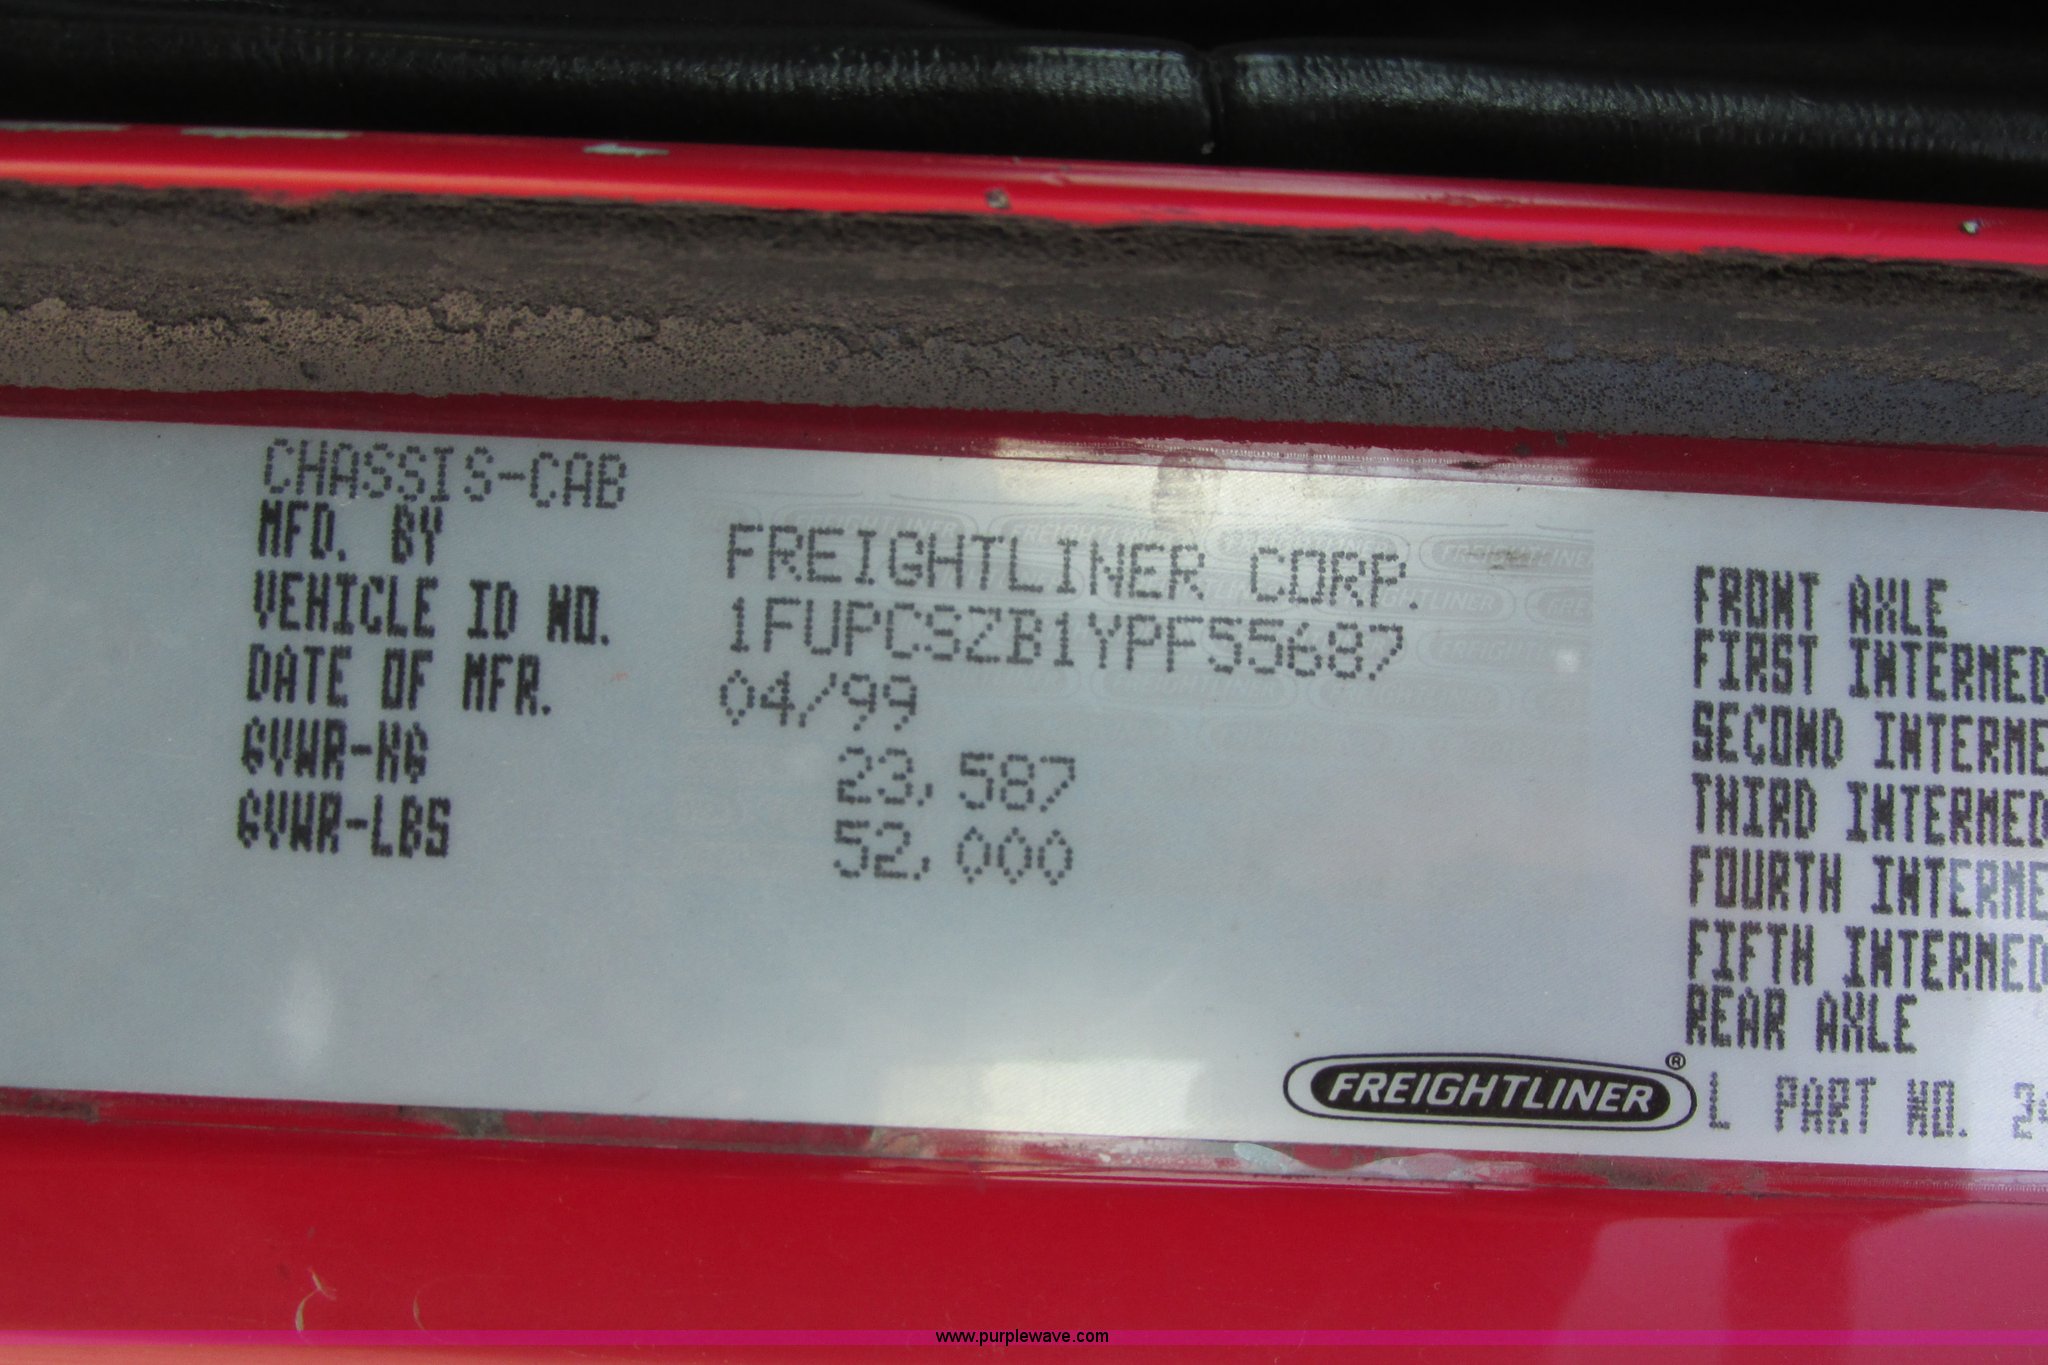 CHASSIS-CAB
MFD. BY FREIGHTLINER CORP.
VEHICLE ID NO. 1FUPCSZB1YPF55687
DATE OF MFR. 04/99
GVWR-KG 23,587
GVWR-LBS 52,000
FRONT AXLE
FIRST INTERMED
SECOND INTERME
THIRD INTERMED
FOURTH INTERME
FIFTH INTERMED
REAR AXLE
FREIGHTLINER®
L PART NO.
www.purplewave.com